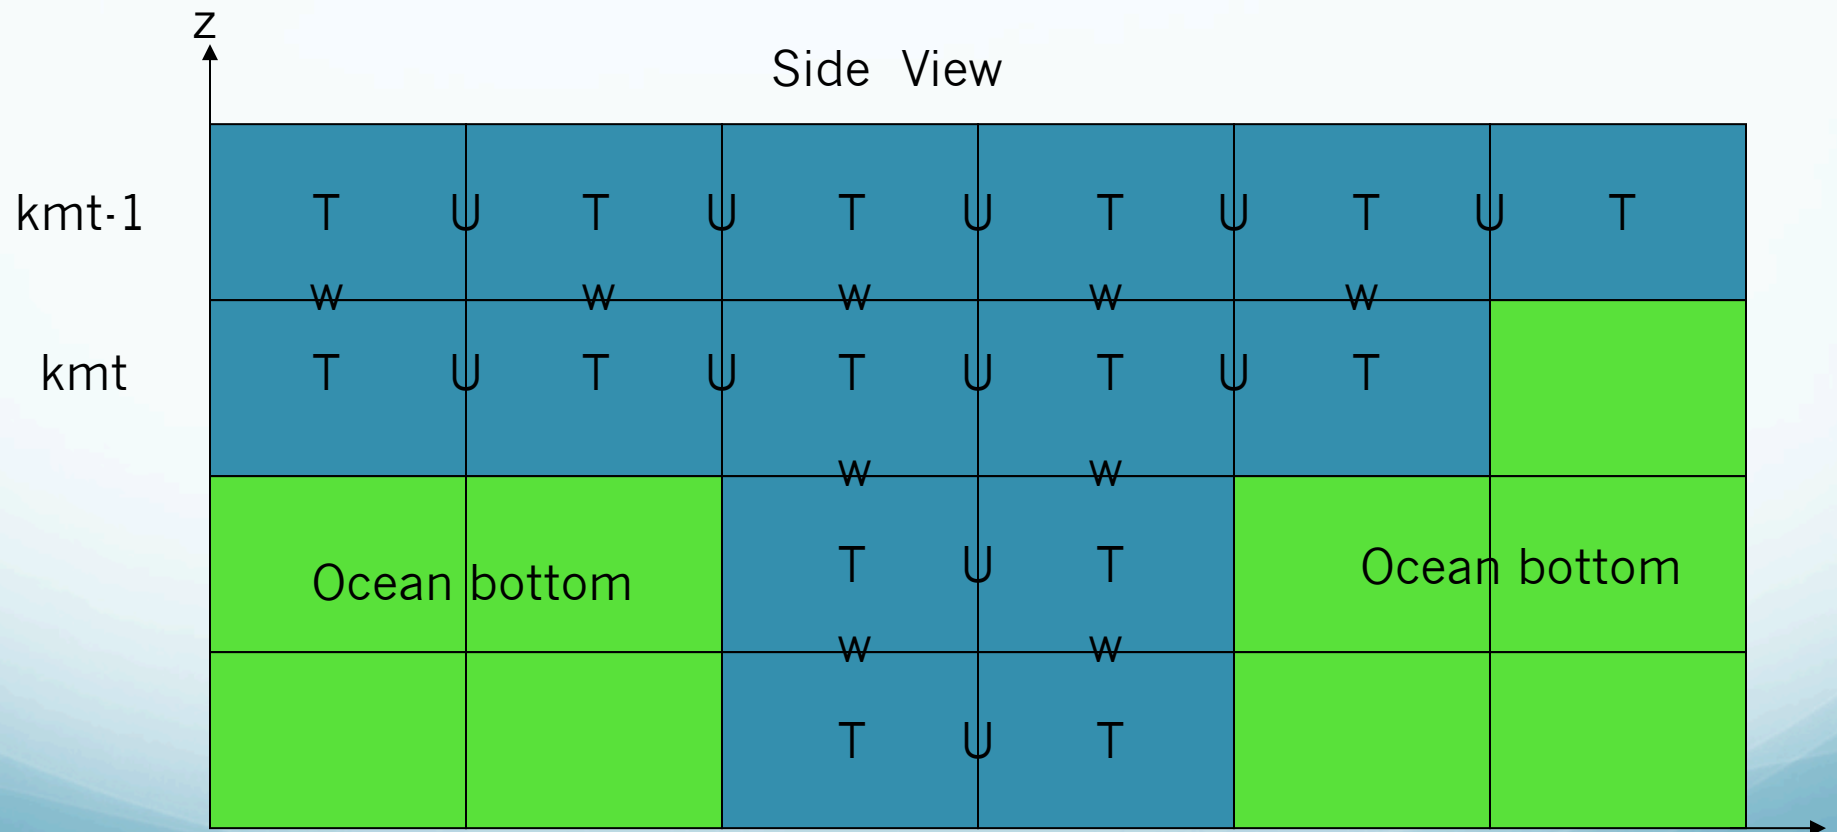 z
Side View
kmt-1
T U T U T U T U T U T
w w w w w
kmt
T U T U T U T U T
w w
Ocean bottom
T U T
Ocean bottom
w w
T U T